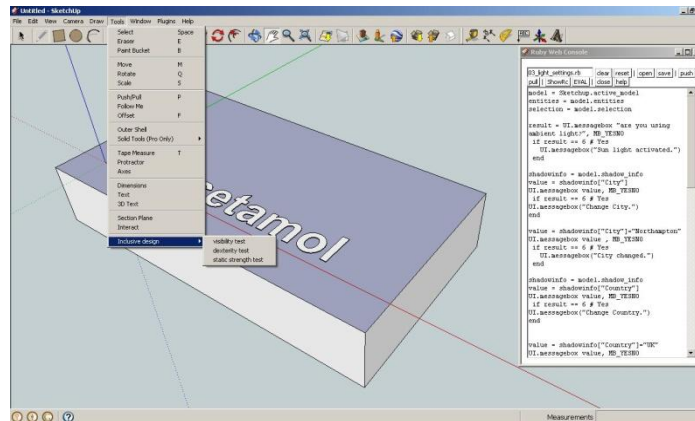 Untitled - SketchUp
File Edit View Camera Draw Tools Window Plugins Help
Select Space
Eraser E
Paint Bucket B
Move M
Rotate Q
Scale S
Push/Pull P
Follow Me
Offset F
Outer Shell
Solid Tools (Pro Only)
Tape Measure T
Protractor
Axes
Dimensions
Text
3D Text
Section Plane
Interact
Inclusive design
visibility test
dexterity test
static strength test
cetamol
Ruby Web Console
03_light_settings.rb clear | reset | open | save | push
pull | ShowRc | EVAL | close | help
model = Sketchup.active_model
entities = model.entities
selection = model.selection
result = UI.messagebox "are you using
ambient light?", MB_YESNO
if result == 6 # Yes
UI.messagebox("Sun light activated.")
end
shadowinfo = model.shadow_info
value = shadowinfo["City"]
UI.messagebox value, MB_YESNO
if result == 6 # Yes
UI.messagebox("Change City.")
end
value = shadowinfo["City"]="Northampton"
UI.messagebox value , MB_YESNO
if result == 6 # Yes
UI.messagebox("City changed.")
end
shadowinfo = model.shadow_info
value = shadowinfo["Country"]
UI.messagebox value, MB_YESNO
if result == 6 # Yes
UI.messagebox("Change Country.")
end
value = shadowinfo["Country"]="UK"
UI.messagebox value, MB_YESNO
Measurements